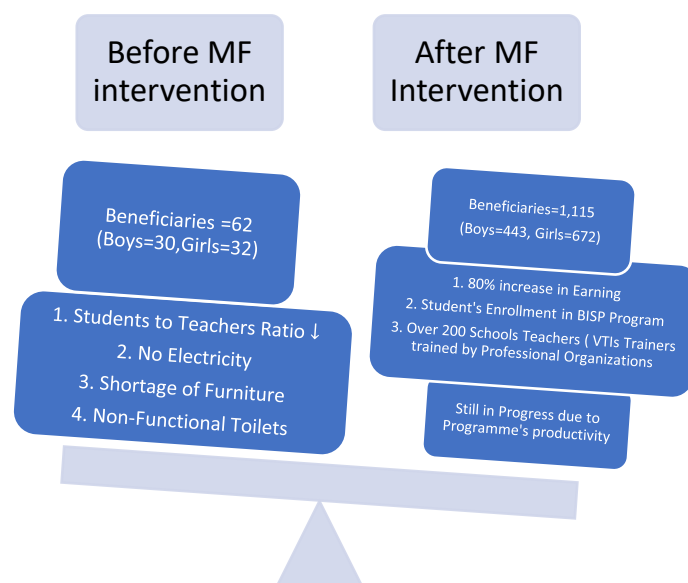 Before MF
intervention
After MF
Intervention
Beneficiaries =62
(Boys=30,Girls=32)
1. Students to Teachers Ratio ↓
2. No Electricity
3. Shortage of Furniture
4. Non-Functional Toilets
Beneficiaries=1,115
(Boys=443, Girls=672)
1. 80% increase in Earning
2. Student's Enrollment in BISP Program
3. Over 200 Schools Teachers ( VTIs Trainers
trained by Professional Organizations
Still in Progress due to
Programme's productivity